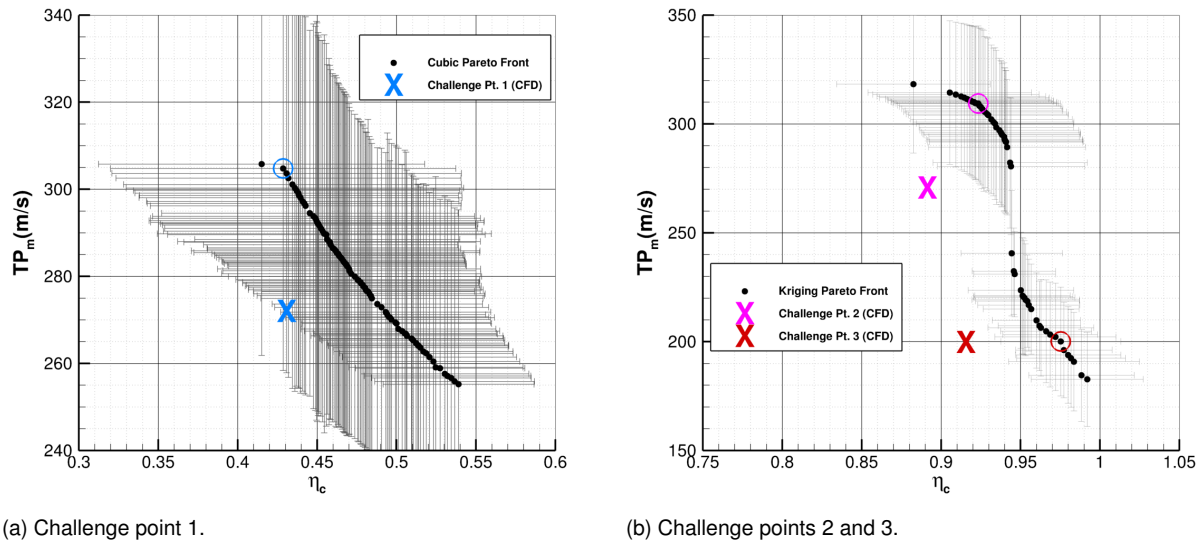 340
320
300
280
260
240
TPm(m/s)
0.3
0.35
0.4
0.45
0.5
0.55
0.6
ηc
Cubic Pareto Front
Challenge Pt. 1 (CFD)
(a) Challenge point 1.
350
300
250
200
150
TPm(m/s)
0.75
0.8
0.85
0.9
0.95
1
1.05
ηc
Kriging Pareto Front
Challenge Pt. 2 (CFD)
Challenge Pt. 3 (CFD)
(b) Challenge points 2 and 3.